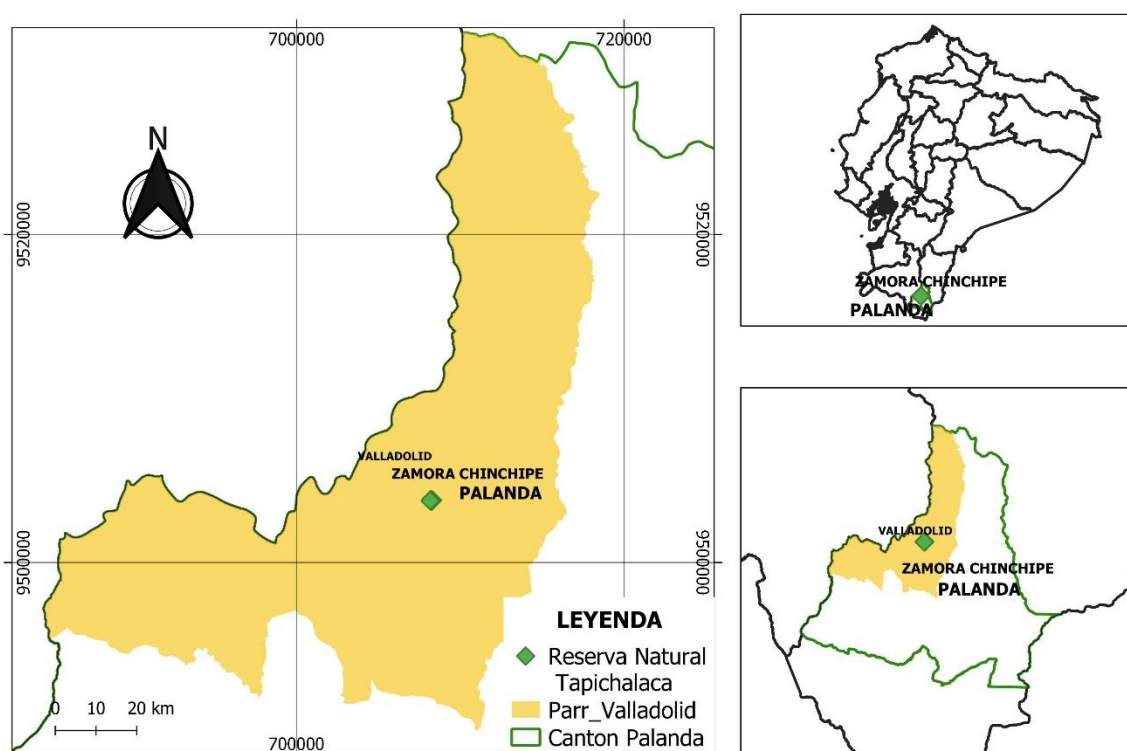 700000
720000
N
9520000
9520000
VALLADOLID
ZAMORA CHINCHIPE
PALANDA
9500000
9500000
LEYENDA
Reserva Natural
Tapichalaca
Parr_Valladolid
Canton Palanda
0 10 20 km
700000
ZAMORA CHINCHIPE
PALANDA
VALLADOLID
ZAMORA CHINCHIPE
PALANDA